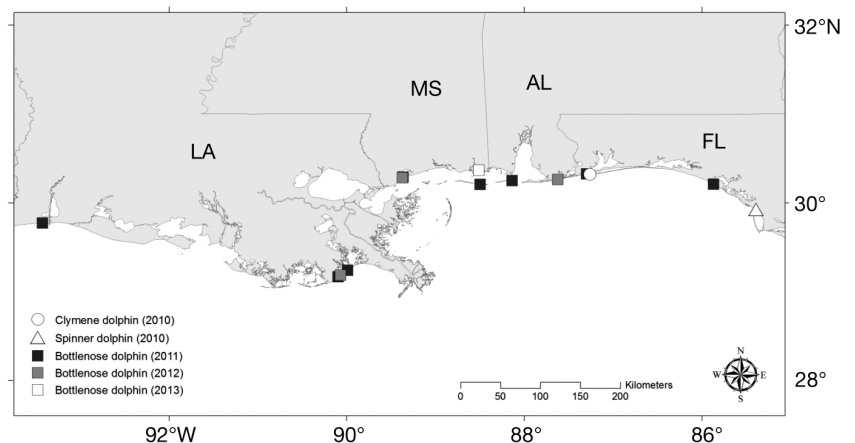 32°N
MS
AL
LA
FL
30°
Clymene dolphin (2010)
Spinner dolphin (2010)
Bottlenose dolphin (2011)
Bottlenose dolphin (2012)
Bottlenose dolphin (2013)
N
W
E
S
Kilometers
0 50 100 150 200
28°
92°W 90° 88° 86°